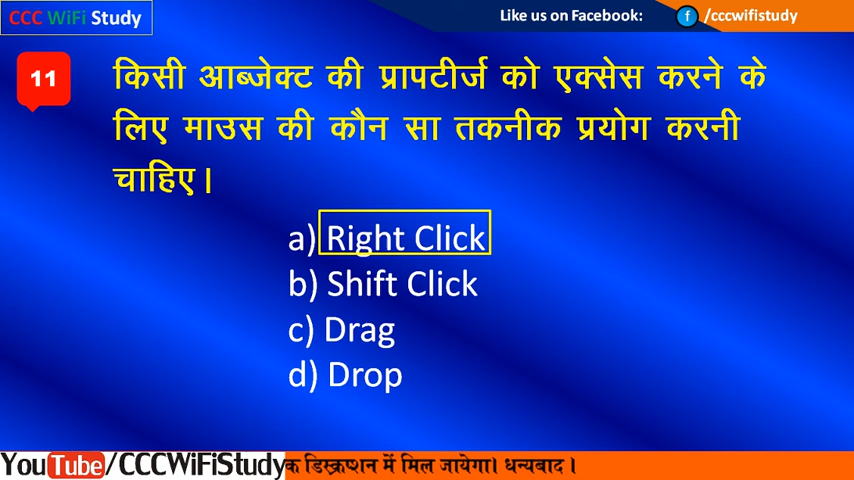 CCC WiFi Study
Like us on Facebook: f /cccwifistudy
11
किसी आब्जेक्ट की प्रापटीर्ज को एक्सेस करने के
लिए माउस की कौन सा तकनीक प्रयोग करनी
चाहिए।
a) Right Click
b) Shift Click
c) Drag
d) Drop
YouTube/CCCWiFiStudy क डिस्क्रप्शन में मिल जायेगा। धन्यबाद।